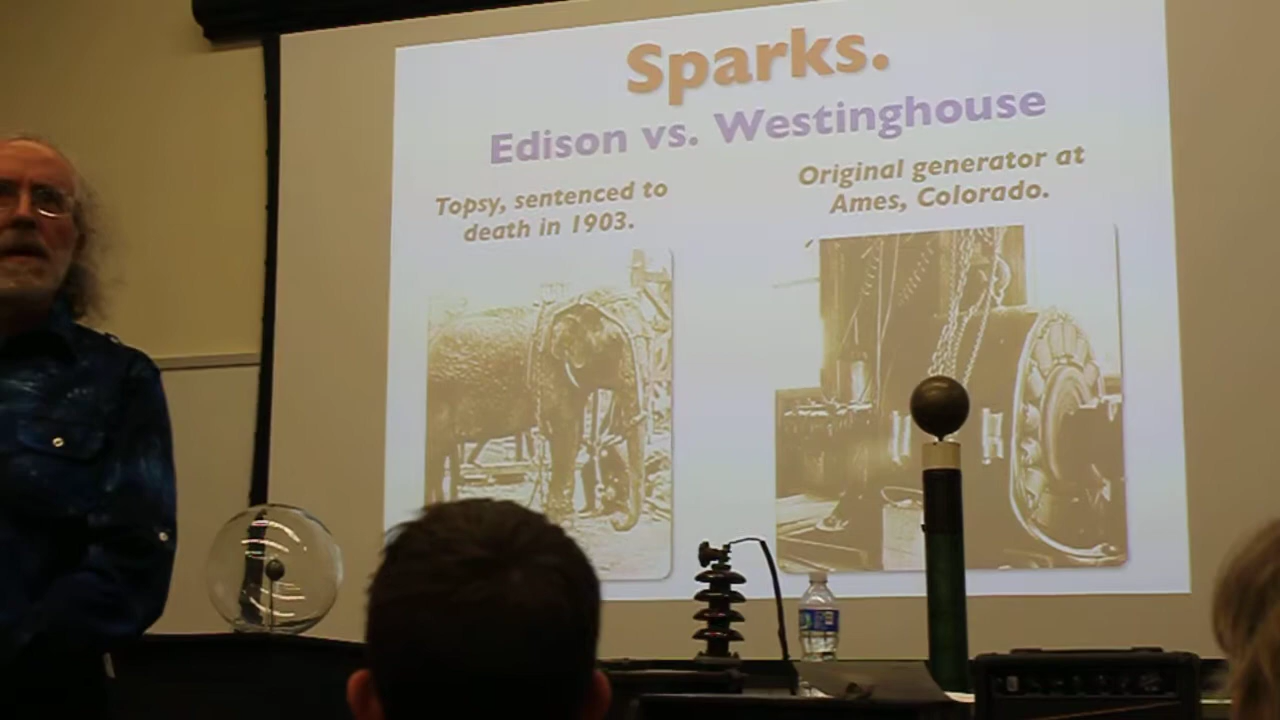 Sparks.
Edison vs. Westinghouse
Topsy, sentenced to
death in 1903.
Original generator at
Ames, Colorado.